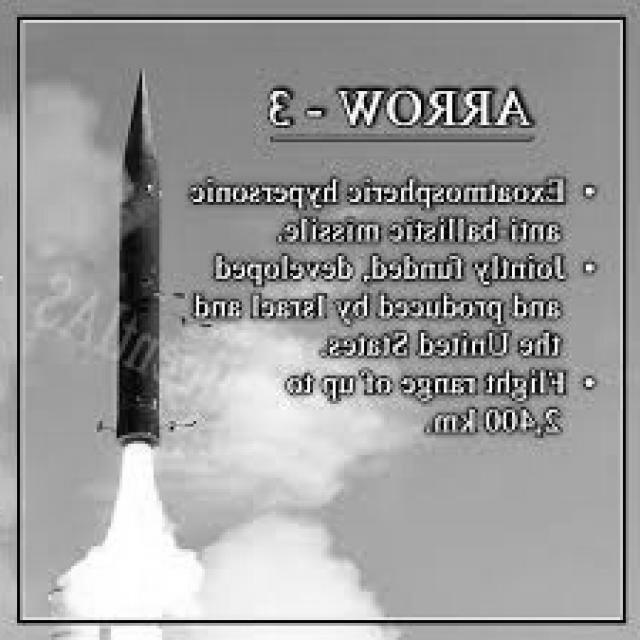 ARROW - 3
• Exoatmospheric hypersonic
anti ballistic missile.
• Jointly funded, developed
and produced by Israel and
the United States.
• Flight range of up to
2,400 km.